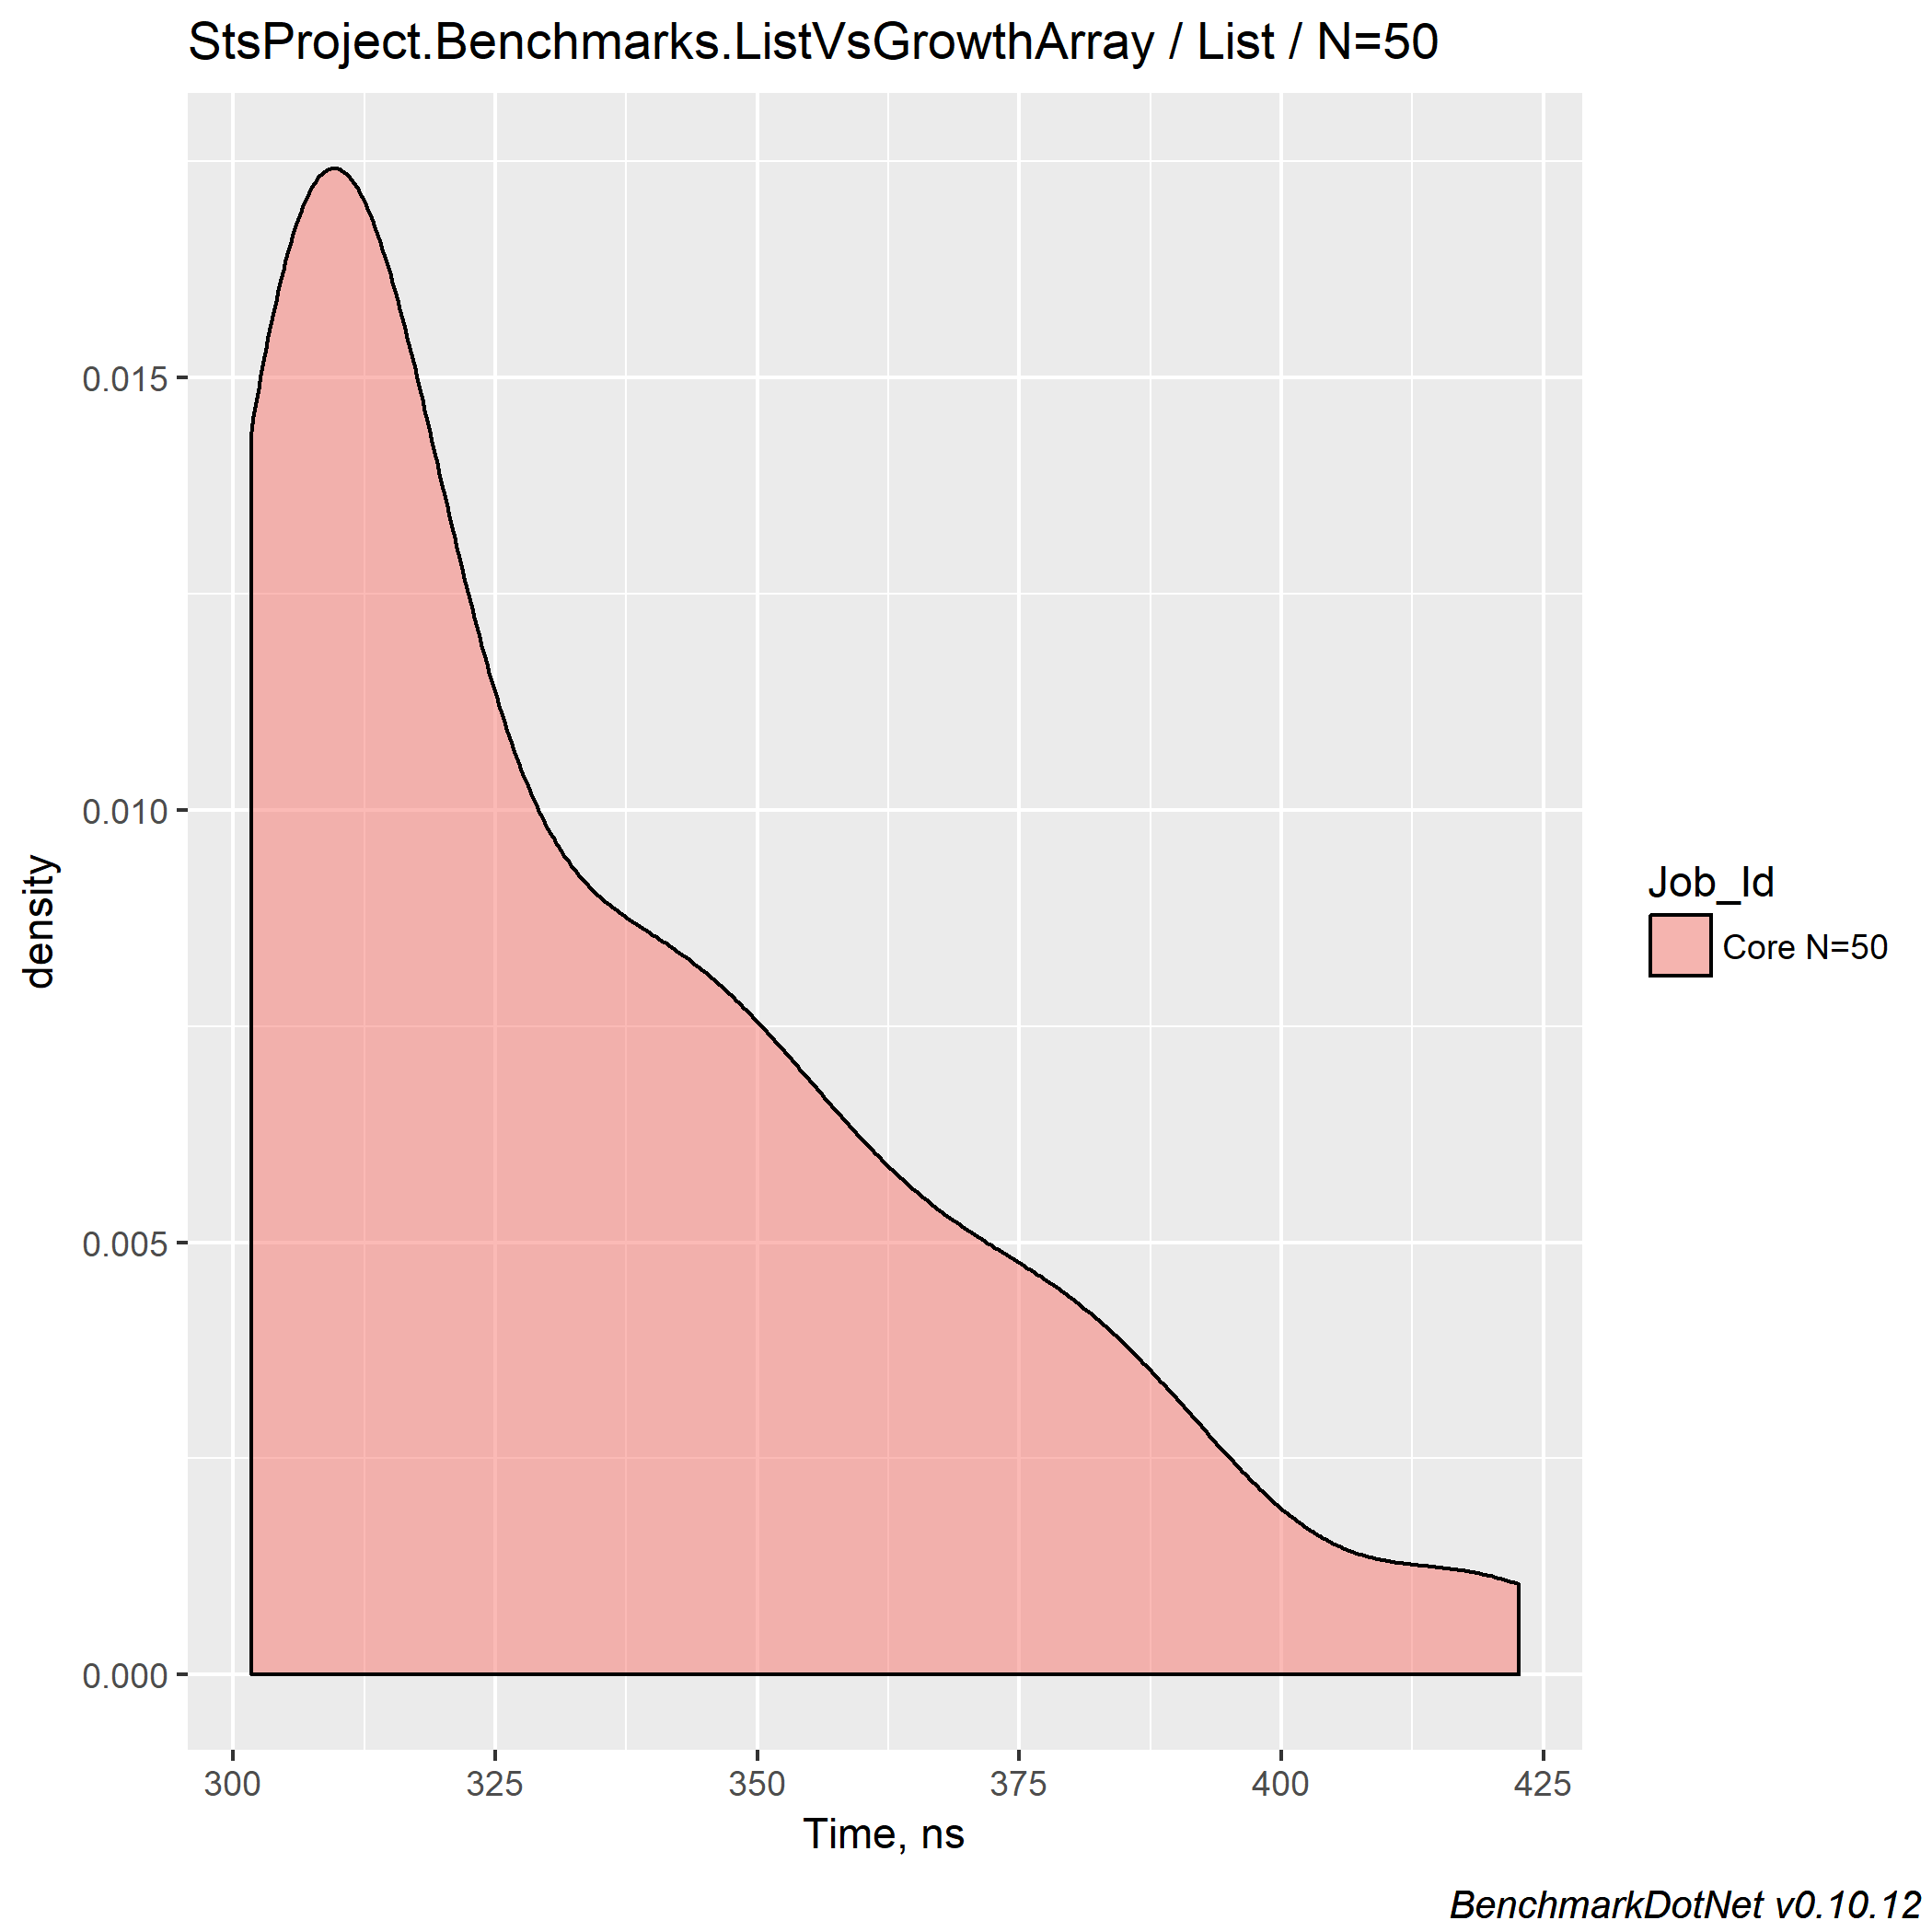 StsProject.Benchmarks.ListVsGrowthArray / List / N=50
0.015
0.010
0.005
0.000
density
300 325 350 375 400 425
Time, ns
Job_Id
Core N=50
BenchmarkDotNet v0.10.12